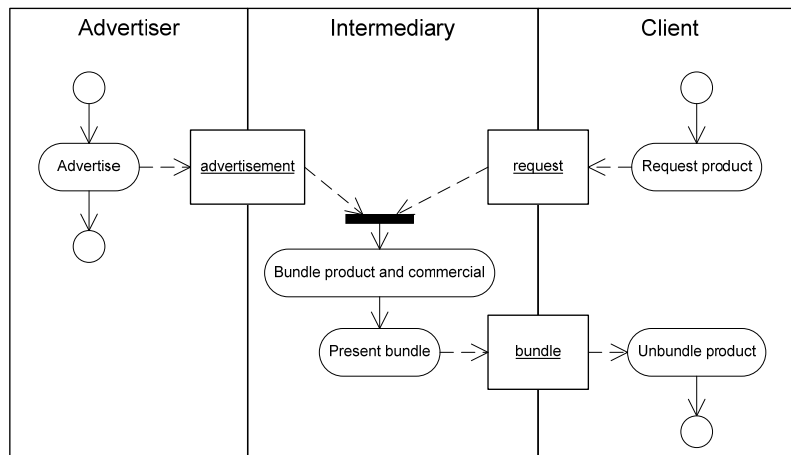 Advertiser
Intermediary
Client
Advertise
advertisement
request
Request product
Bundle product and commercial
Present bundle
bundle
Unbundle product